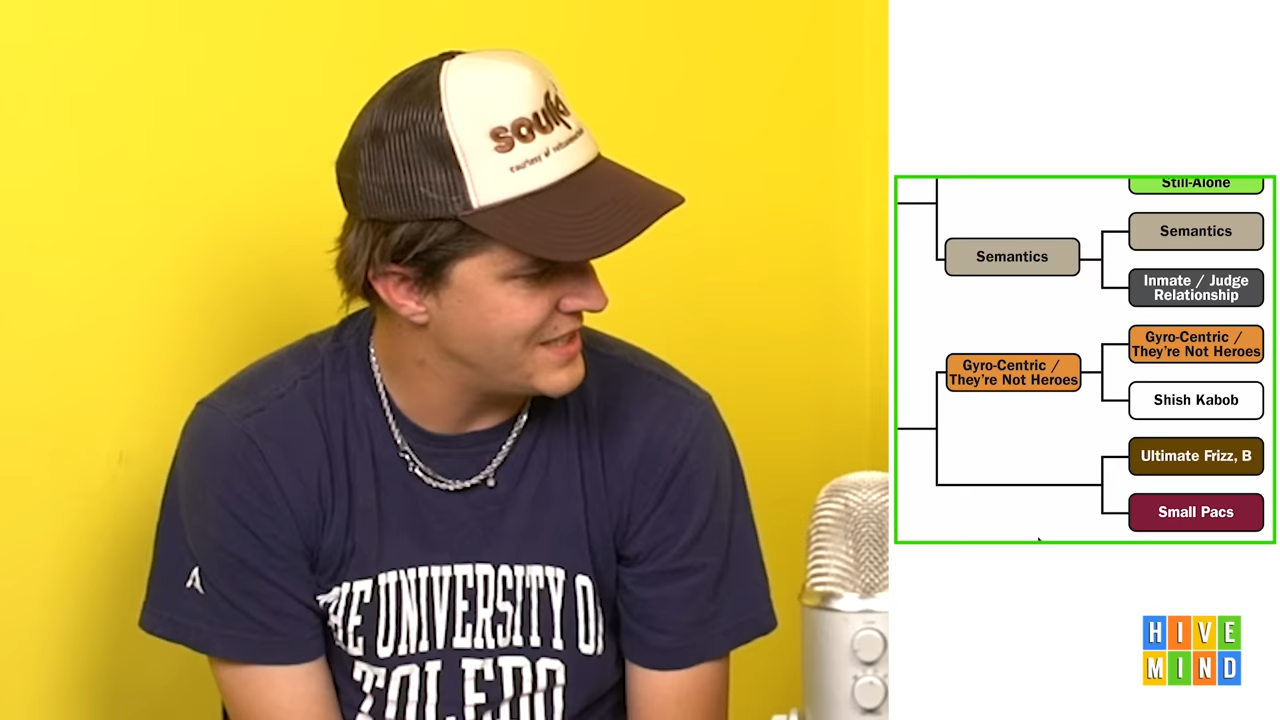 THE UNIVERSITY OF
TOLEDO
Still-Alone
Semantics
Semantics
Inmate / Judge
Relationship
Gyro-Centric /
They're Not Heroes
Gyro-Centric /
They're Not Heroes
Shish Kabob
Ultimate Frizz, B
Small Pacs
HIVE
MIND